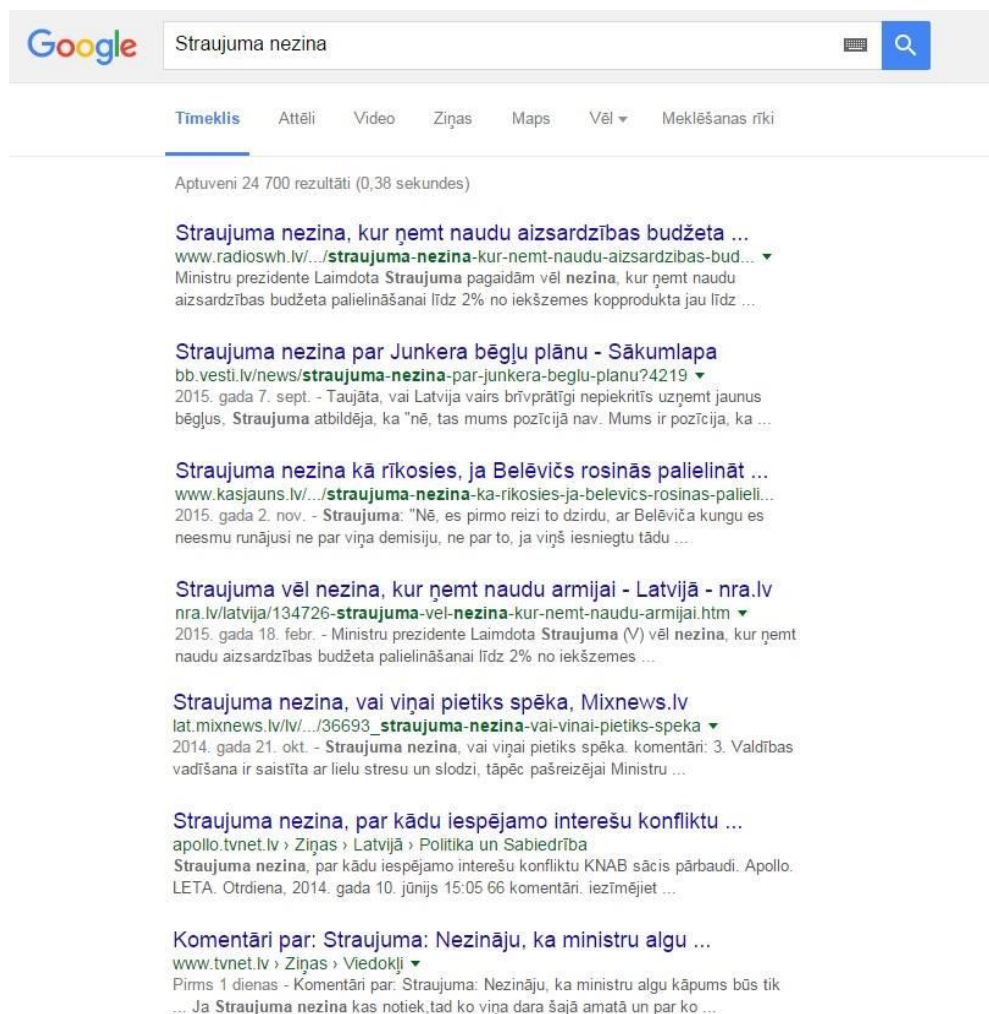 Google
Straujuma nezina
Tīmeklis Attēli Video Ziņas Maps Vēl Meklēšanas rīki
Aptuveni 24 700 rezultāti (0,38 sekundes)
Straujuma nezina, kur ņemt naudu aizsardzības budžeta ...
www.radioswh.lv/.../straujuma-nezina-kur-nemt-naudu-aizsardzibas-bud...
Ministru prezidente Laimdota Straujuma pagaidām vēl nezina, kur ņemt naudu
aizsardzības budžeta palielināšanai līdz 2% no iekšzemes kopprodukta jau līdz ...
Straujuma nezina par Junkera bēgļu plānu - Sākumlapa
bb.vesti.lv/news/straujuma-nezina-par-junkera-beglu-planu?4219
2015. gada 7. sept. - Taujāta, vai Latvija vairs brīvprātīgi nepiekritīs uzņemt jaunus
bēgļus, Straujuma atbildēja, ka "nē, tas mums pozīcijā nav. Mums ir pozīcija, ka ...
Straujuma nezina kā rīkosies, ja Belēvičs rosinās palielināt ...
www.kasjauns.lv/.../straujuma-nezina-ka-rikosies-ja-belevics-rosinas-palieli...
2015. gada 2. nov. - Straujuma: "Nē, es pirmo reizi to dzirdu, ar Belēviča kungu es
neesmu runājusi ne par viņa demisiju, ne par to, ja viņš iesniegtu tādu ...
Straujuma vēl nezina, kur ņemt naudu armijai - Latvijā - nra.lv
nra.lv/latvija/134726-straujuma-vel-nezina-kur-nemt-naudu-armijai.htm
2015. gada 18. febr. - Ministru prezidente Laimdota Straujuma (V) vēl nezina, kur ņemt
naudu aizsardzības budžeta palielināšanai līdz 2% no iekšzemes ...
Straujuma nezina, vai viņai pietiks spēka, Mixnews.lv
lat.mixnews.lv/lv/.../36693_straujuma-nezina-vai-vinai-pietiks-speka
2014. gada 21. okt. - Straujuma nezina, vai viņai pietiks spēka. komentāri: 3. Valdības
vadīšana ir saistīta ar lielu stresu un slodzi, tāpēc pašreizējai Ministru ...
Straujuma nezina, par kādu iespējamo interešu konfliktu ...
apollo.tvnet.lv › Ziņas › Latvijā › Politika un Sabiedrība
Straujuma nezina, par kādu iespējamo interešu konfliktu KNAB sācis pārbaudi. Apollo.
LETA. Otrdiena, 2014. gada 10. jūnijs 15:05 66 komentāri. iezīmējiet ...
Komentāri par: Straujuma: Nezināju, ka ministru algu ...
www.tvnet.lv › Ziņas › Viedokļi
Pirms 1 dienas - Komentāri par: Straujuma: Nezināju, ka ministru algu kāpums būs tik
... Ja Straujuma nezina kas notiek,tad ko viņa dara šajā amatā un par ko ...